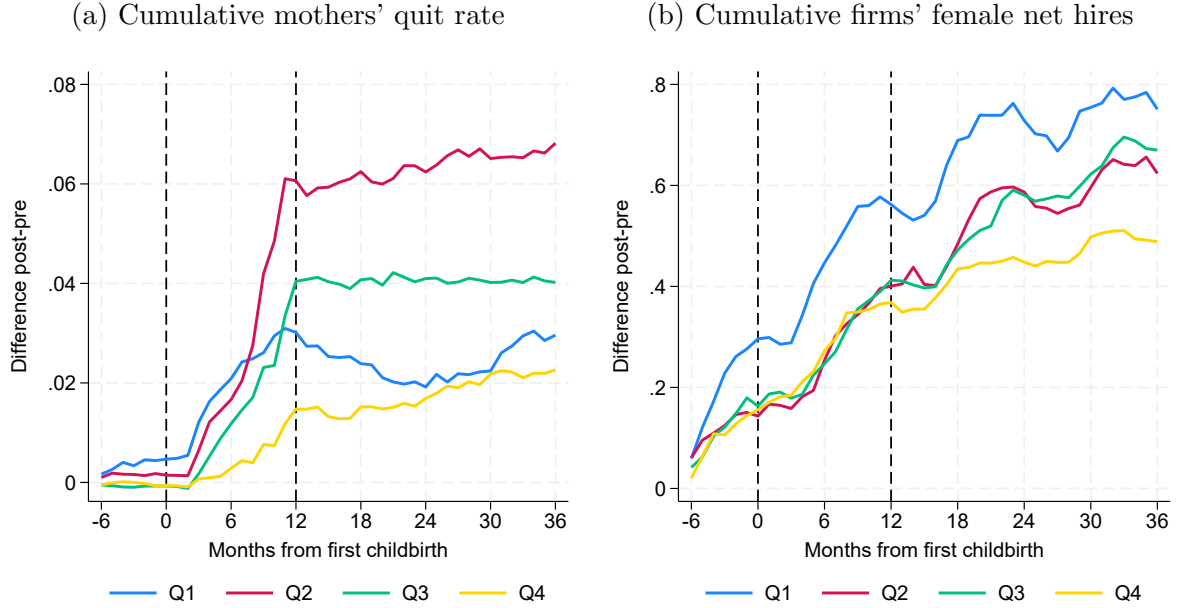 (a) Cumulative mothers' quit rate
.08
.06
.04
.02
0
Difference post-pre
-6 0 6 12 18 24 30 36
Months from first childbirth
Q1 Q2 Q3 Q4
(b) Cumulative firms' female net hires
.8
.6
.4
.2
0
Difference post-pre
-6 0 6 12 18 24 30 36
Months from first childbirth
Q1 Q2 Q3 Q4